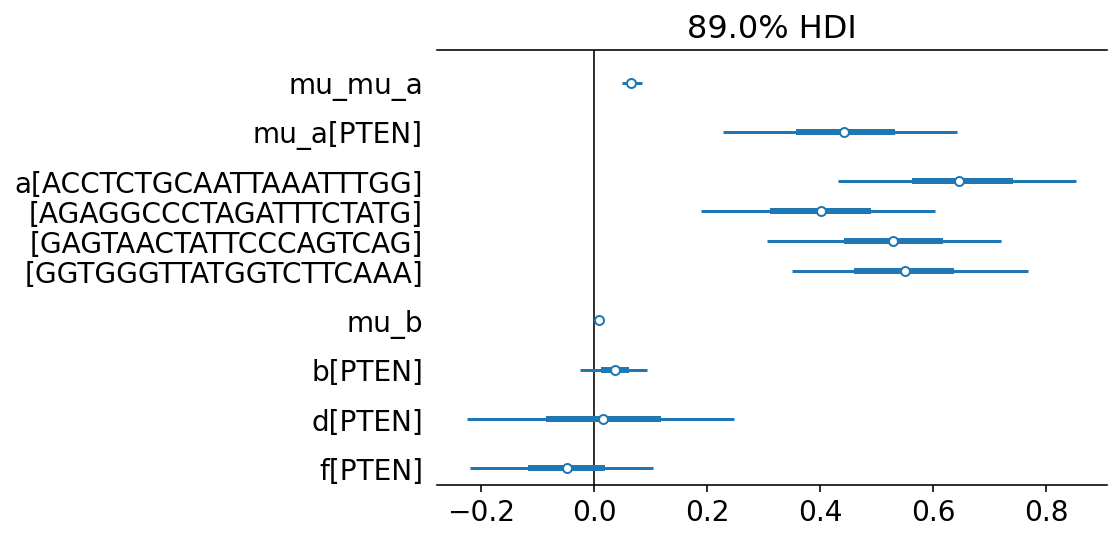 89.0% HDI
mu_mu_a
mu_a[PTEN]
a[ACCTCTGCAATTAAATTTGG]
[AGAGGCCCTAGATTTCTATG]
[GAGTAACTATTCCCAGTCAG]
[GGTGGGTTATGGTCTTCAAA]
mu_b
b[PTEN]
d[PTEN]
f[PTEN]
−0.2 0.0 0.2 0.4 0.6 0.8